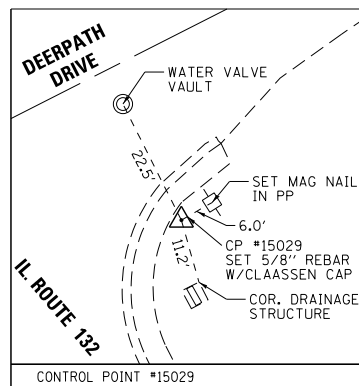 DEERPATH
DRIVE
WATER VALVE
VAULT
22.5'
SET MAG NAIL
IN PP
6.0'
CP #15029
SET 5/8" REBAR
W/CLAASSEN CAP
11.2'
COR. DRAINAGE
STRUCTURE
IL. ROUTE 132
CONTROL POINT #15029